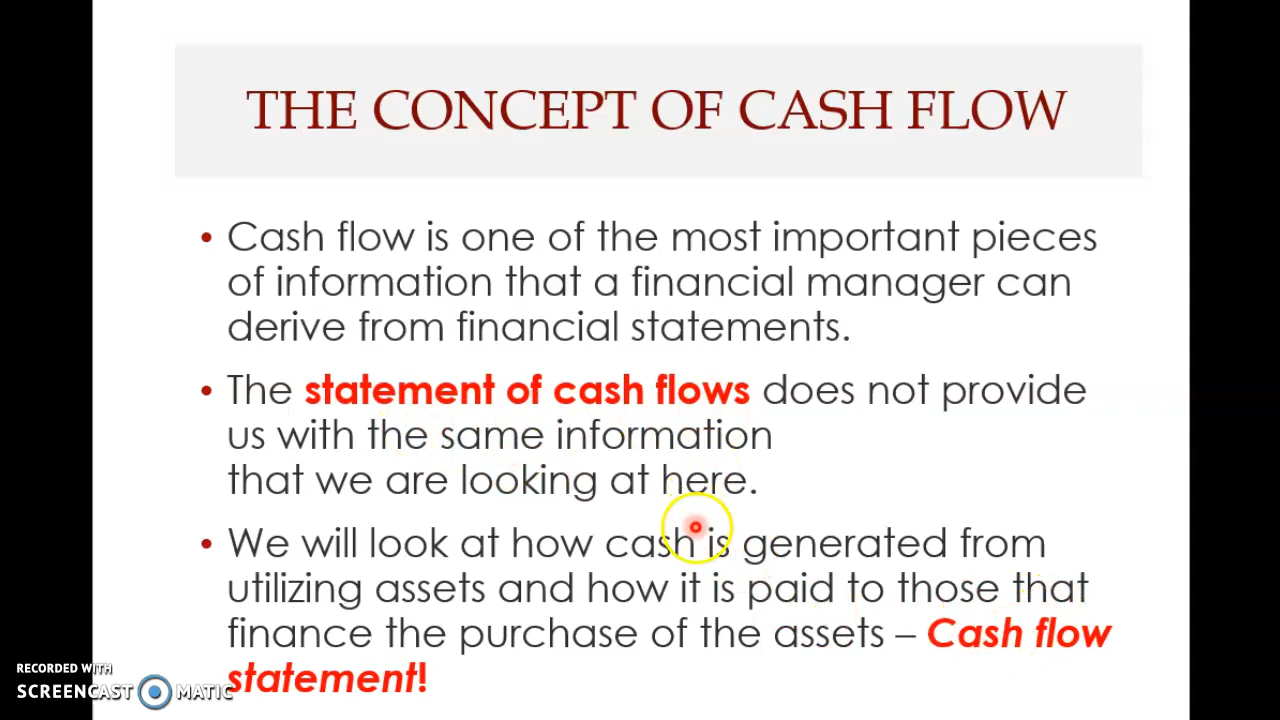 THE CONCEPT OF CASH FLOW
• Cash flow is one of the most important pieces
of information that a financial manager can
derive from financial statements.
• The statement of cash flows does not provide
us with the same information
that we are looking at here.
• We will look at how cash is generated from
utilizing assets and how it is paid to those that
finance the purchase of the assets – Cash flow
statement!
RECORDED WITH
SCREENCAST MATIC